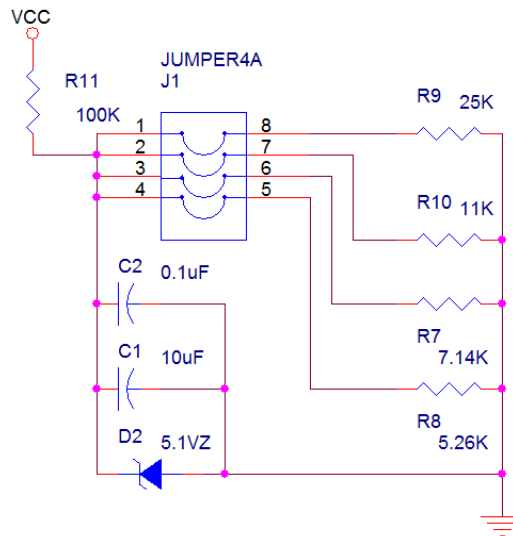 VCC
R11
100K
JUMPER4A
J1
1 8
2 7
3 6
4 5
R9 25K
R10 11K
C2 0.1uF
C1 10uF
R7
7.14K
D2 5.1VZ
R8
5.26K